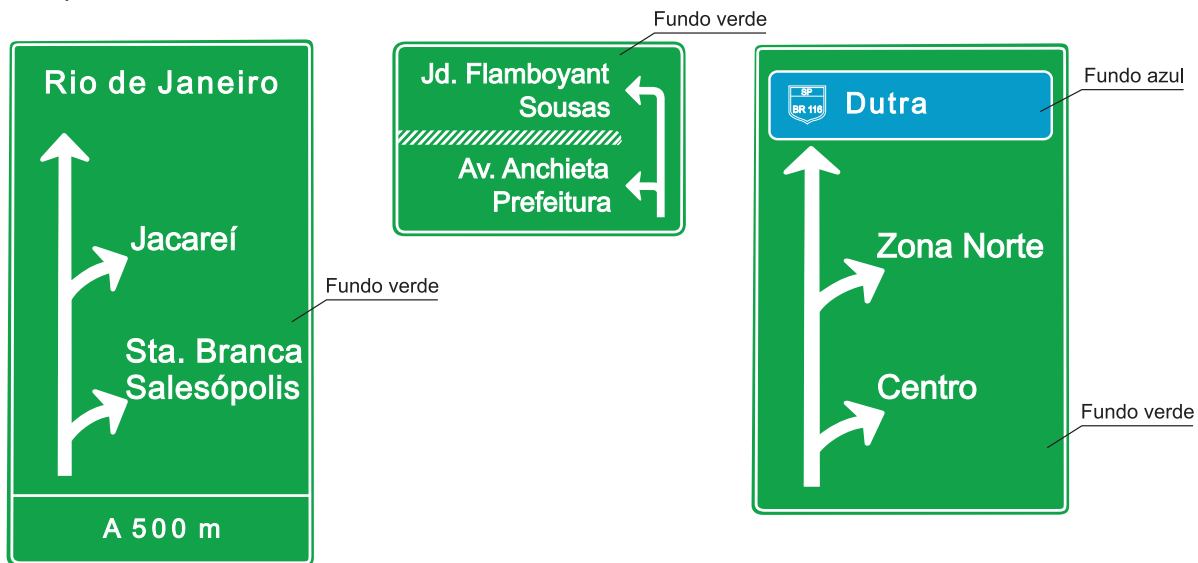 Rio de Janeiro
Jacareí
Sta. Branca
Salesópolis
A 500 m
Fundo verde
Fundo verde
Jd. Flamboyant
Sousas
Av. Anchieta
Prefeitura
SP
BR 116
Dutra
Fundo azul
Zona Norte
Centro
Fundo verde